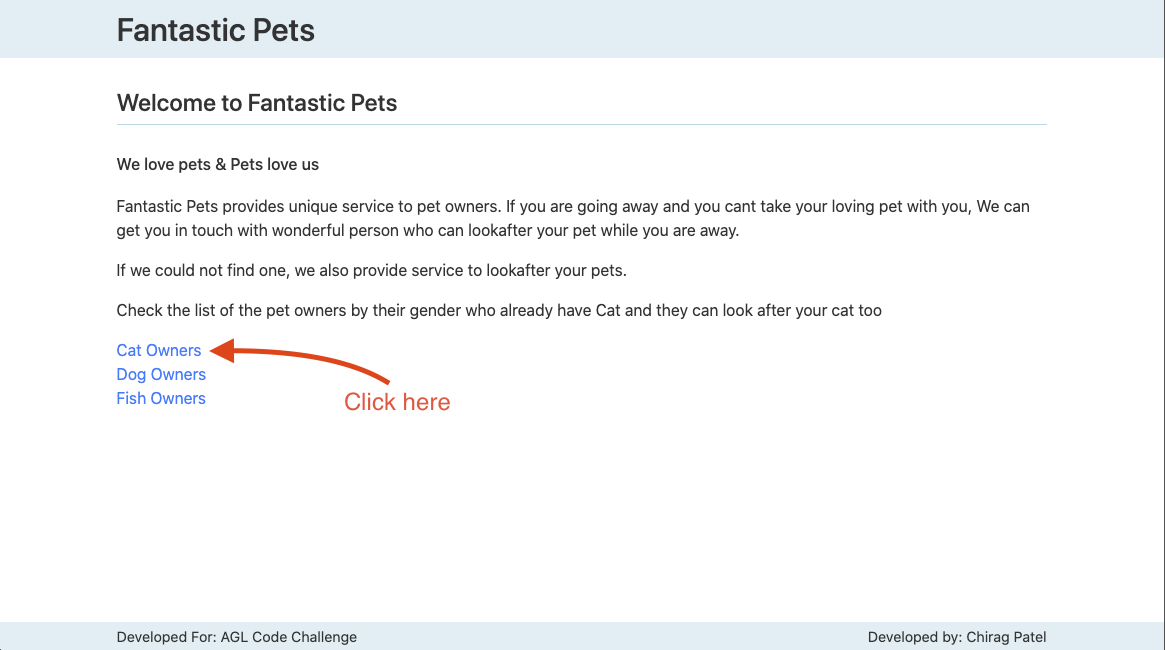 Fantastic Pets
Welcome to Fantastic Pets
We love pets & Pets love us
Fantastic Pets provides unique service to pet owners. If you are going away and you cant take your loving pet with you, We can
get you in touch with wonderful person who can lookafter your pet while you are away.
If we could not find one, we also provide service to lookafter your pets.
Check the list of the pet owners by their gender who already have Cat and they can look after your cat too
Cat Owners
Dog Owners
Fish Owners
Click here
Developed For: AGL Code Challenge
Developed by: Chirag Patel